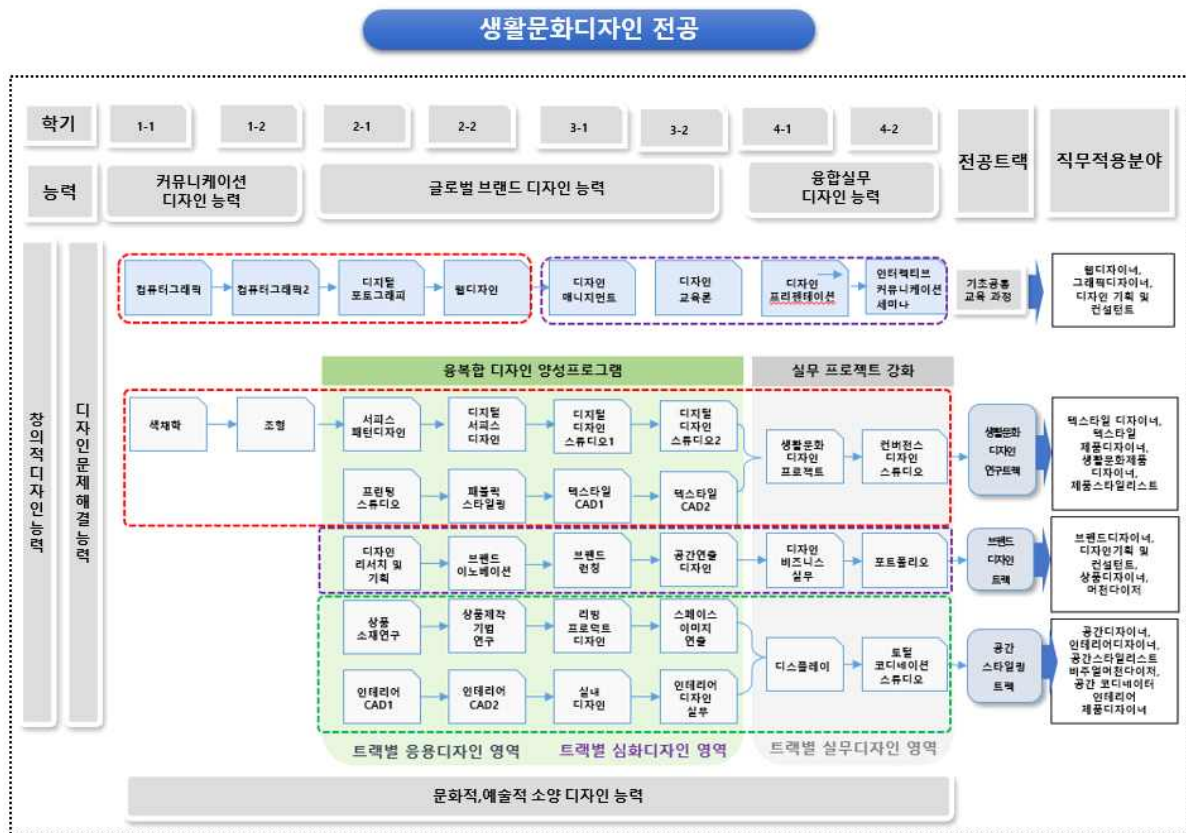 생활문화디자인 전공
학기
1-1
1-2
2-1
2-2
3-1
3-2
4-1
4-2
전공트랙
직무적용분야
능력
커뮤니케이션
디자인 능력
글로벌 브랜드 디자인 능력
융합실무
디자인 능력
창의적디자인능력
디자인문제해결능력
컴퓨터그래픽
컴퓨터그래픽2
디지털
포토그래피
웹디자인
디자인
매니지먼트
디자인
교육론
디자인
프리젠테이션
인터랙티브
커뮤니케이션
세미나
기초공통
교육 과정
웹디자이너,
그래픽디자이너,
디자인 기획 및
컨설턴트
융복합 디자인 양성프로그램
실무 프로젝트 강화
색채학
조형
서피스
패턴디자인
디지털
서피스
디자인
디지털
디자인
스튜디오1
디지털
디자인
스튜디오2
프린팅
스튜디오
패브릭
스타일링
텍스타일
CAD1
텍스타일
CAD2
생활문화
디자인
프로젝트
컨버전스
디자인
스튜디오
생활문화
디자인
연구트랙
텍스타일 디자이너,
텍스타일
제품디자이너,
생활문화제품
디자이너,
제품스타일리스트
디자인
리서치 및
기획
브랜드
이노베이션
브랜드
런칭
공간연출
디자인
디자인
비즈니스
실무
포트폴리오
브랜드
디자인
트랙
브랜드디자이너,
디자인기획 및
컨설턴트,
상품디자이너,
머천다이저
상품
소재연구
상품제작
기법
연구
리빙
프로덕트
디자인
스페이스
이미지
연출
인테리어
CAD1
인테리어
CAD2
실내
디자인
인테리어
디자인
실무
디스플레이
토털
코디네이션
스튜디오
공간
스타일링
트랙
공간디자이너,
인테리어디자이너,
공간스타일리스트
비주얼머천다이저,
공간 코디네이터
인테리어
제품디자이너
트랙별 응용디자인 영역
트랙별 심화디자인 영역
트랙별 실무디자인 영역
문화적,예술적 소양 디자인 능력